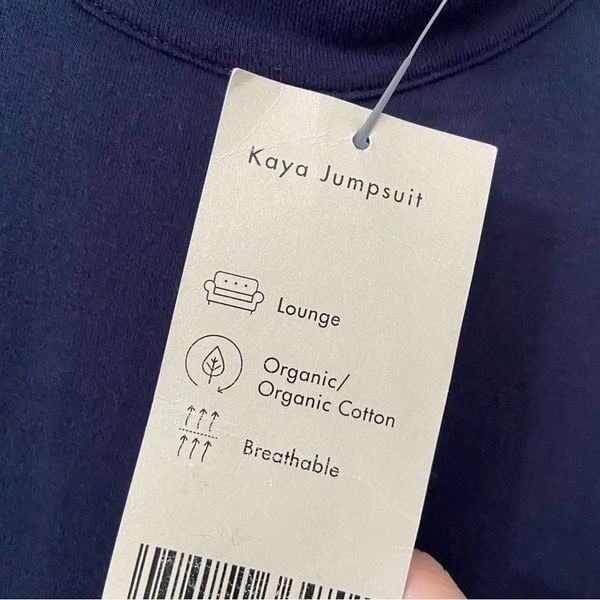 Kaya Jumpsuit
Lounge
Organic/
Organic Cotton
Breathable